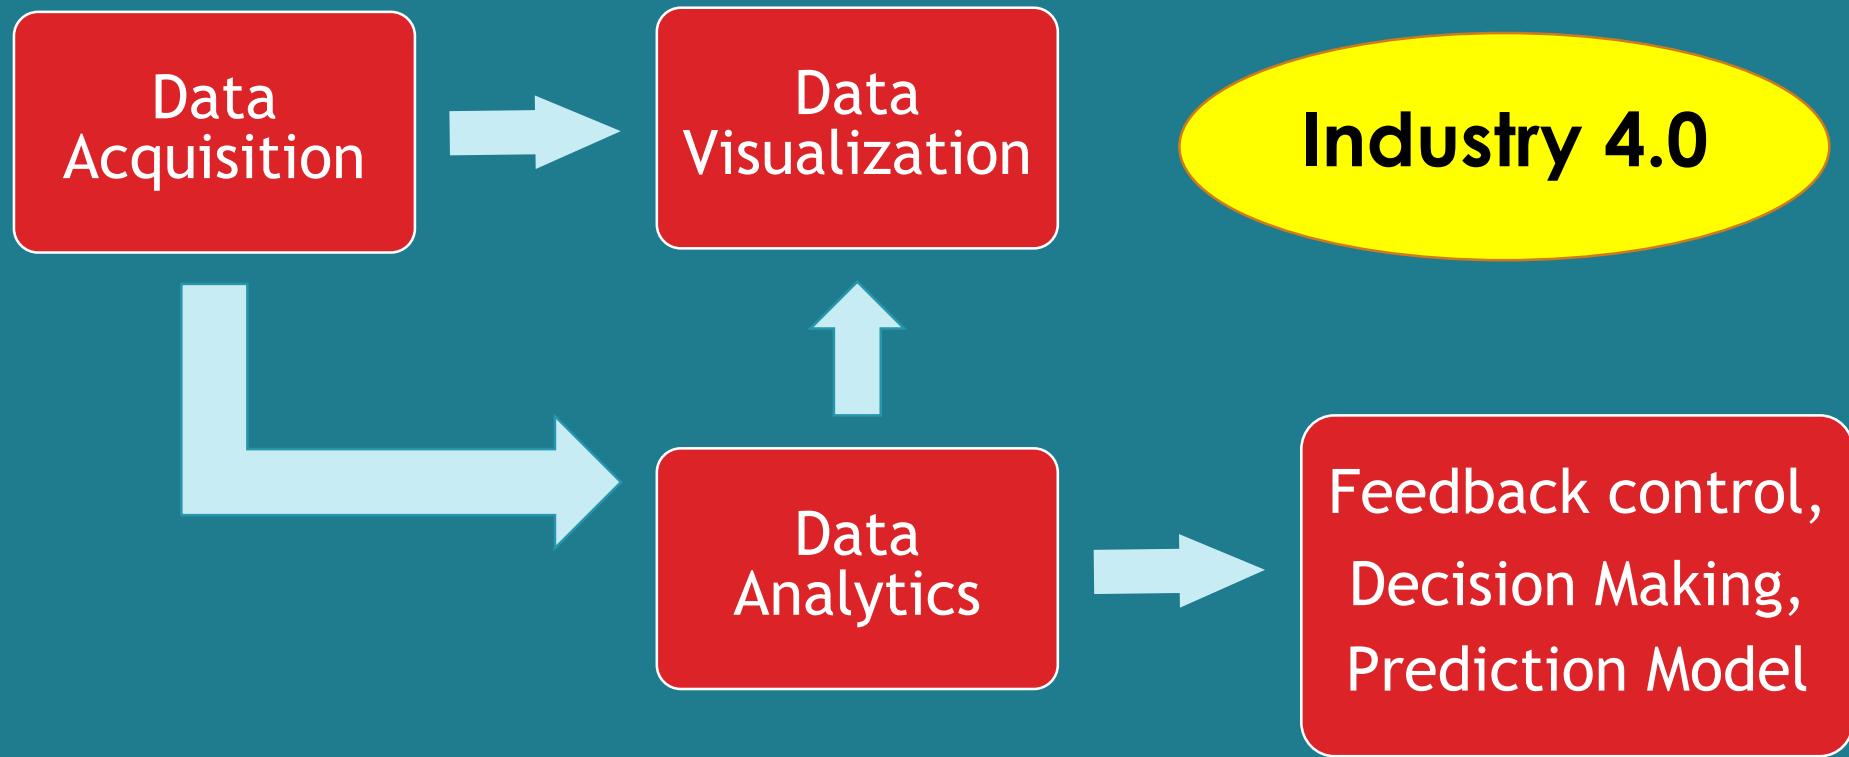 Data
Acquisition
Data
Visualization
Industry 4.0
Data
Analytics
Feedback control,
Decision Making,
Prediction Model